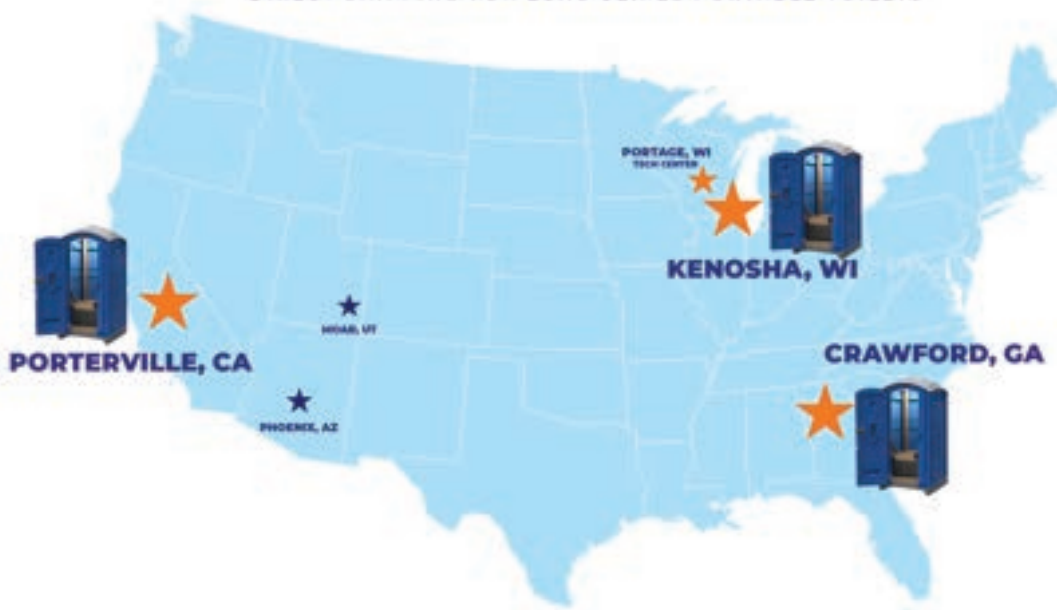 PORTAGE, WI
TECH CENTER
KENOSHA, WI
MOAB, UT
PORTERVILLE, CA
CRAWFORD, GA
PHOENIX, AZ